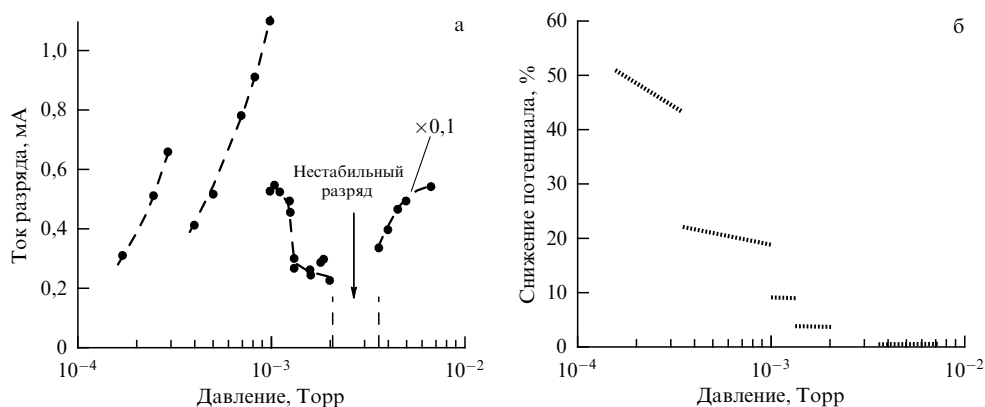 а
Ток разряда, мА
1,0
0,8
0,6
0,4
0,2
0
×0,1
Нестабильный
разряд
10⁻⁴
10⁻³
10⁻²
Давление, Торр
б
Снижение потенциала, %
60
50
40
30
20
10
0
10⁻⁴
10⁻³
10⁻²
Давление, Торр